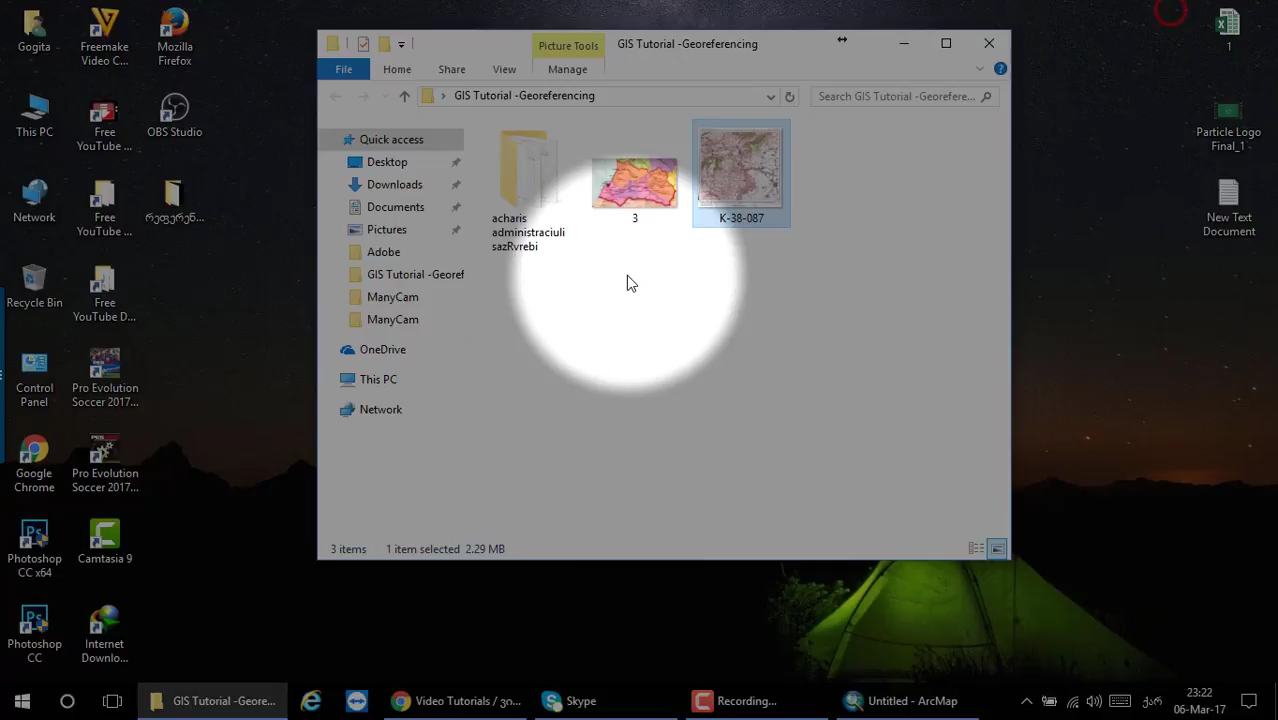 Gogita
Freemake
Video C...
Mozilla
Firefox
This PC
Free
YouTube ...
OBS Studio
Network
Free
YouTube ...
რეფერენ...
Recycle Bin
Free
YouTube D...
Control
Panel
Pro Evolution
Soccer 2017...
Google
Chrome
Pro Evolution
Soccer 2017...
Photoshop
CC x64
Camtasia 9
Photoshop
CC
Internet
Downlo...
Picture Tools
GIS Tutorial -Georeferencing
File
Home
Share
View
Manage
GIS Tutorial -Georeferencing
Search GIS Tutorial -Georefere...
Quick access
Desktop
Downloads
Documents
Pictures
Adobe
GIS Tutorial -Georef
ManyCam
ManyCam
OneDrive
This PC
Network
acharis
administraciuli
sazRvrebi
3
K-38-087
3 items
1 item selected 2.29 MB
1
Particle Logo
Final_1
New Text
Document
GIS Tutorial -Geore...
Video Tutorials / ვი...
Skype
Recording...
Untitled - ArcMap
ქარ
23:22
06-Mar-17